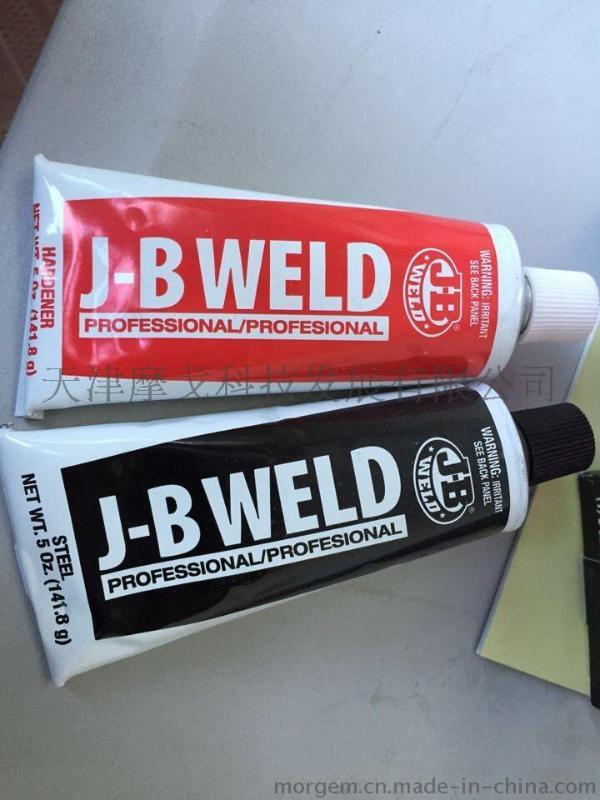 HARDENER
NET WT. 5 Oz. (141.8 g)
J-B WELD
PROFESSIONAL/PROFESIONAL
J-B
WELD
®
WARNING: IRRITANT
SEE BACK PANEL
天津摩戈科技发展有限公司
STEEL
NET WT. 5 Oz. (141.8 g)
J-B WELD
PROFESSIONAL/PROFESIONAL
J-B
WELD
®
WARNING: IRRITANT
SEE BACK PANEL
morgem.cn.made-in-china.com